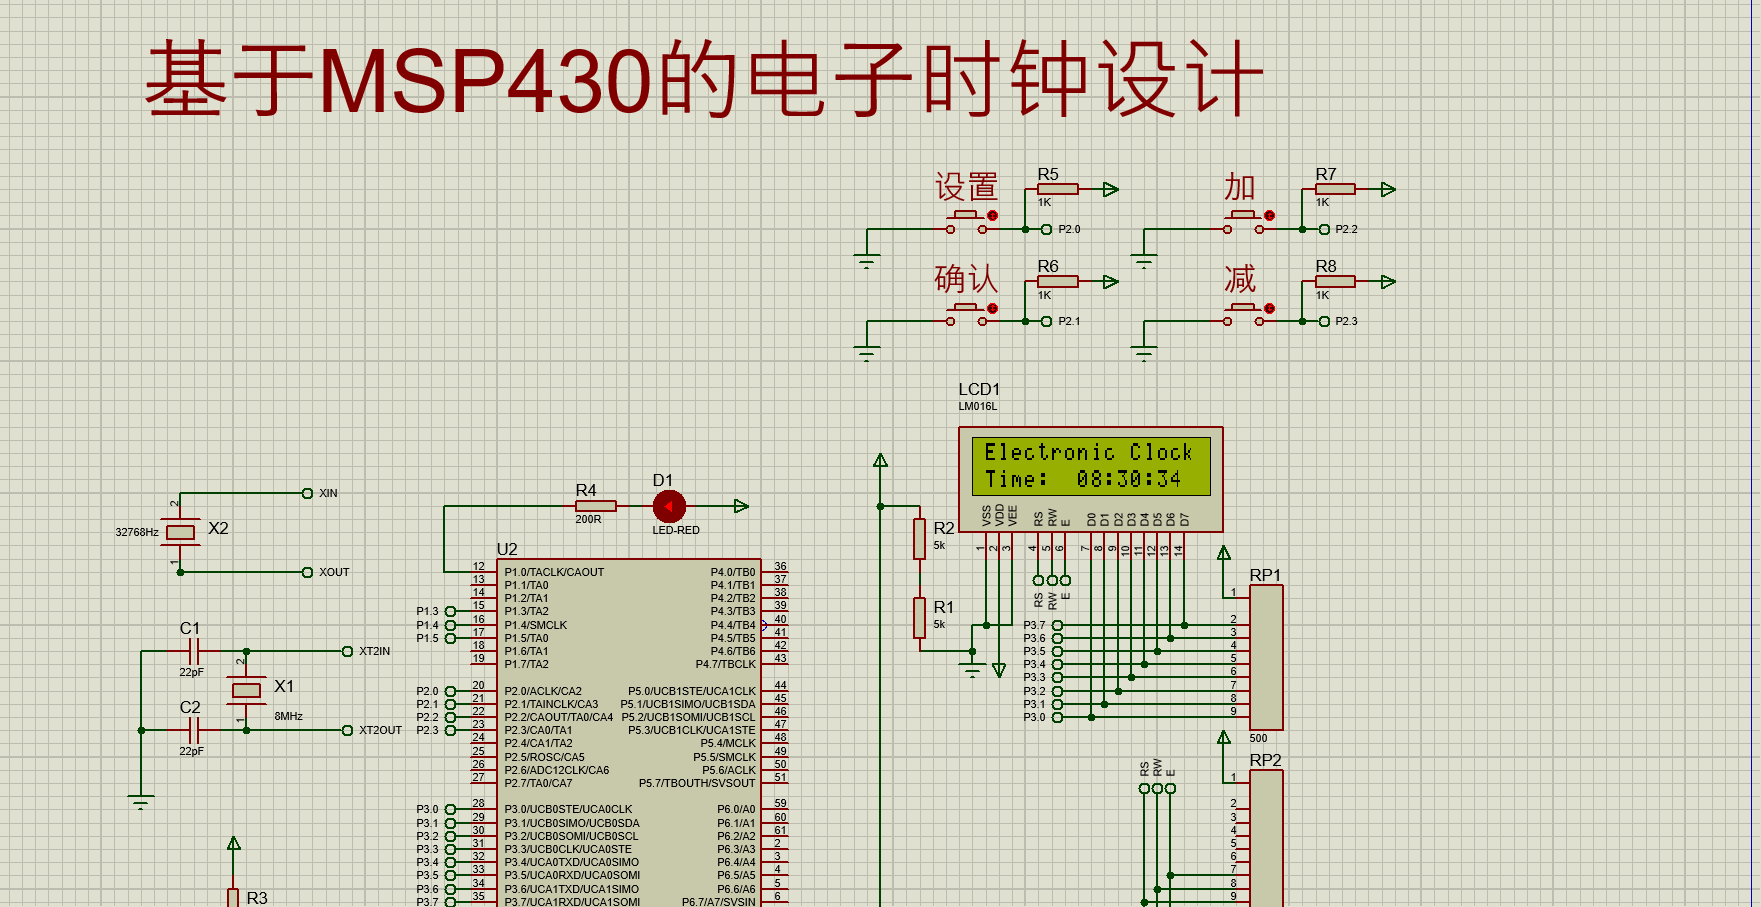 基于MSP430的电子时钟设计
设置
R5
1K
P2.0
加
R7
1K
P2.2
确认
R6
1K
P2.1
减
R8
1K
P2.3
LCD1
LM016L
Electronic Clock
Time: 08:30:34
VSS VDD VEE RS RW E D0 D1 D2 D3 D4 D5 D6 D7
1 2 3 4 5 6 7 8 9 10 11 12 13 14
RS RW E
XIN
2
32768Hz
X2
1
XOUT
R4
200R
D1
LED-RED
R2
5k
R1
5k
C1
22pF
XT2IN
2
X1
8MHz
1
C2
22pF
XT2OUT
R3
U2
12 P1.0/TACLK/CAOUT P4.0/TB0 36
13 P1.1/TA0 P4.1/TB1 37
14 P1.2/TA1 P4.2/TB2 38
P1.3 15 P1.3/TA2 P4.3/TB3 39
P1.4 16 P1.4/SMCLK P4.4/TB4 40
P1.5 17 P1.5/TA0 P4.5/TB5 41
18 P1.6/TA1 P4.6/TB6 42
19 P1.7/TA2 P4.7/TBCLK 43
P2.0 20 P2.0/ACLK/CA2 P5.0/UCB1STE/UCA1CLK 44
P2.1 21 P2.1/TAINCLK/CA3 P5.1/UCB1SIMO/UCB1SDA 45
P2.2 22 P2.2/CAOUT/TA0/CA4 P5.2/UCB1SOMI/UCB1SCL 46
P2.3 23 P2.3/CA0/TA1 P5.3/UCB1CLK/UCA1STE 47
24 P2.4/CA1/TA2 P5.4/MCLK 48
25 P2.5/ROSC/CA5 P5.5/SMCLK 49
26 P2.6/ADC12CLK/CA6 P5.6/ACLK 50
27 P2.7/TA0/CA7 P5.7/TBOUTH/SVSOUT 51
P3.0 28 P3.0/UCB0STE/UCA0CLK P6.0/A0 59
P3.1 29 P3.1/UCB0SIMO/UCB0SDA P6.1/A1 60
P3.2 30 P3.2/UCB0SOMI/UCB0SCL P6.2/A2 61
P3.3 31 P3.3/UCB0CLK/UCA0STE P6.3/A3 2
P3.4 32 P3.4/UCA0TXD/UCA0SIMO P6.4/A4 3
P3.5 33 P3.5/UCA0RXD/UCA0SOMI P6.5/A5 4
P3.6 34 P3.6/UCA1TXD/UCA1SIMO P6.6/A6 5
P3.7 35 P3.7/UCA1RXD/UCA1SOMI P6.7/A7/SVSIN 6
RP1
1
P3.7 2
P3.6 3
P3.5 4
P3.4 5
P3.3 6
P3.2 7
P3.1 8
P3.0 9
500
RP2
RS RW E
1
2
3
4
5
6
7
8
9